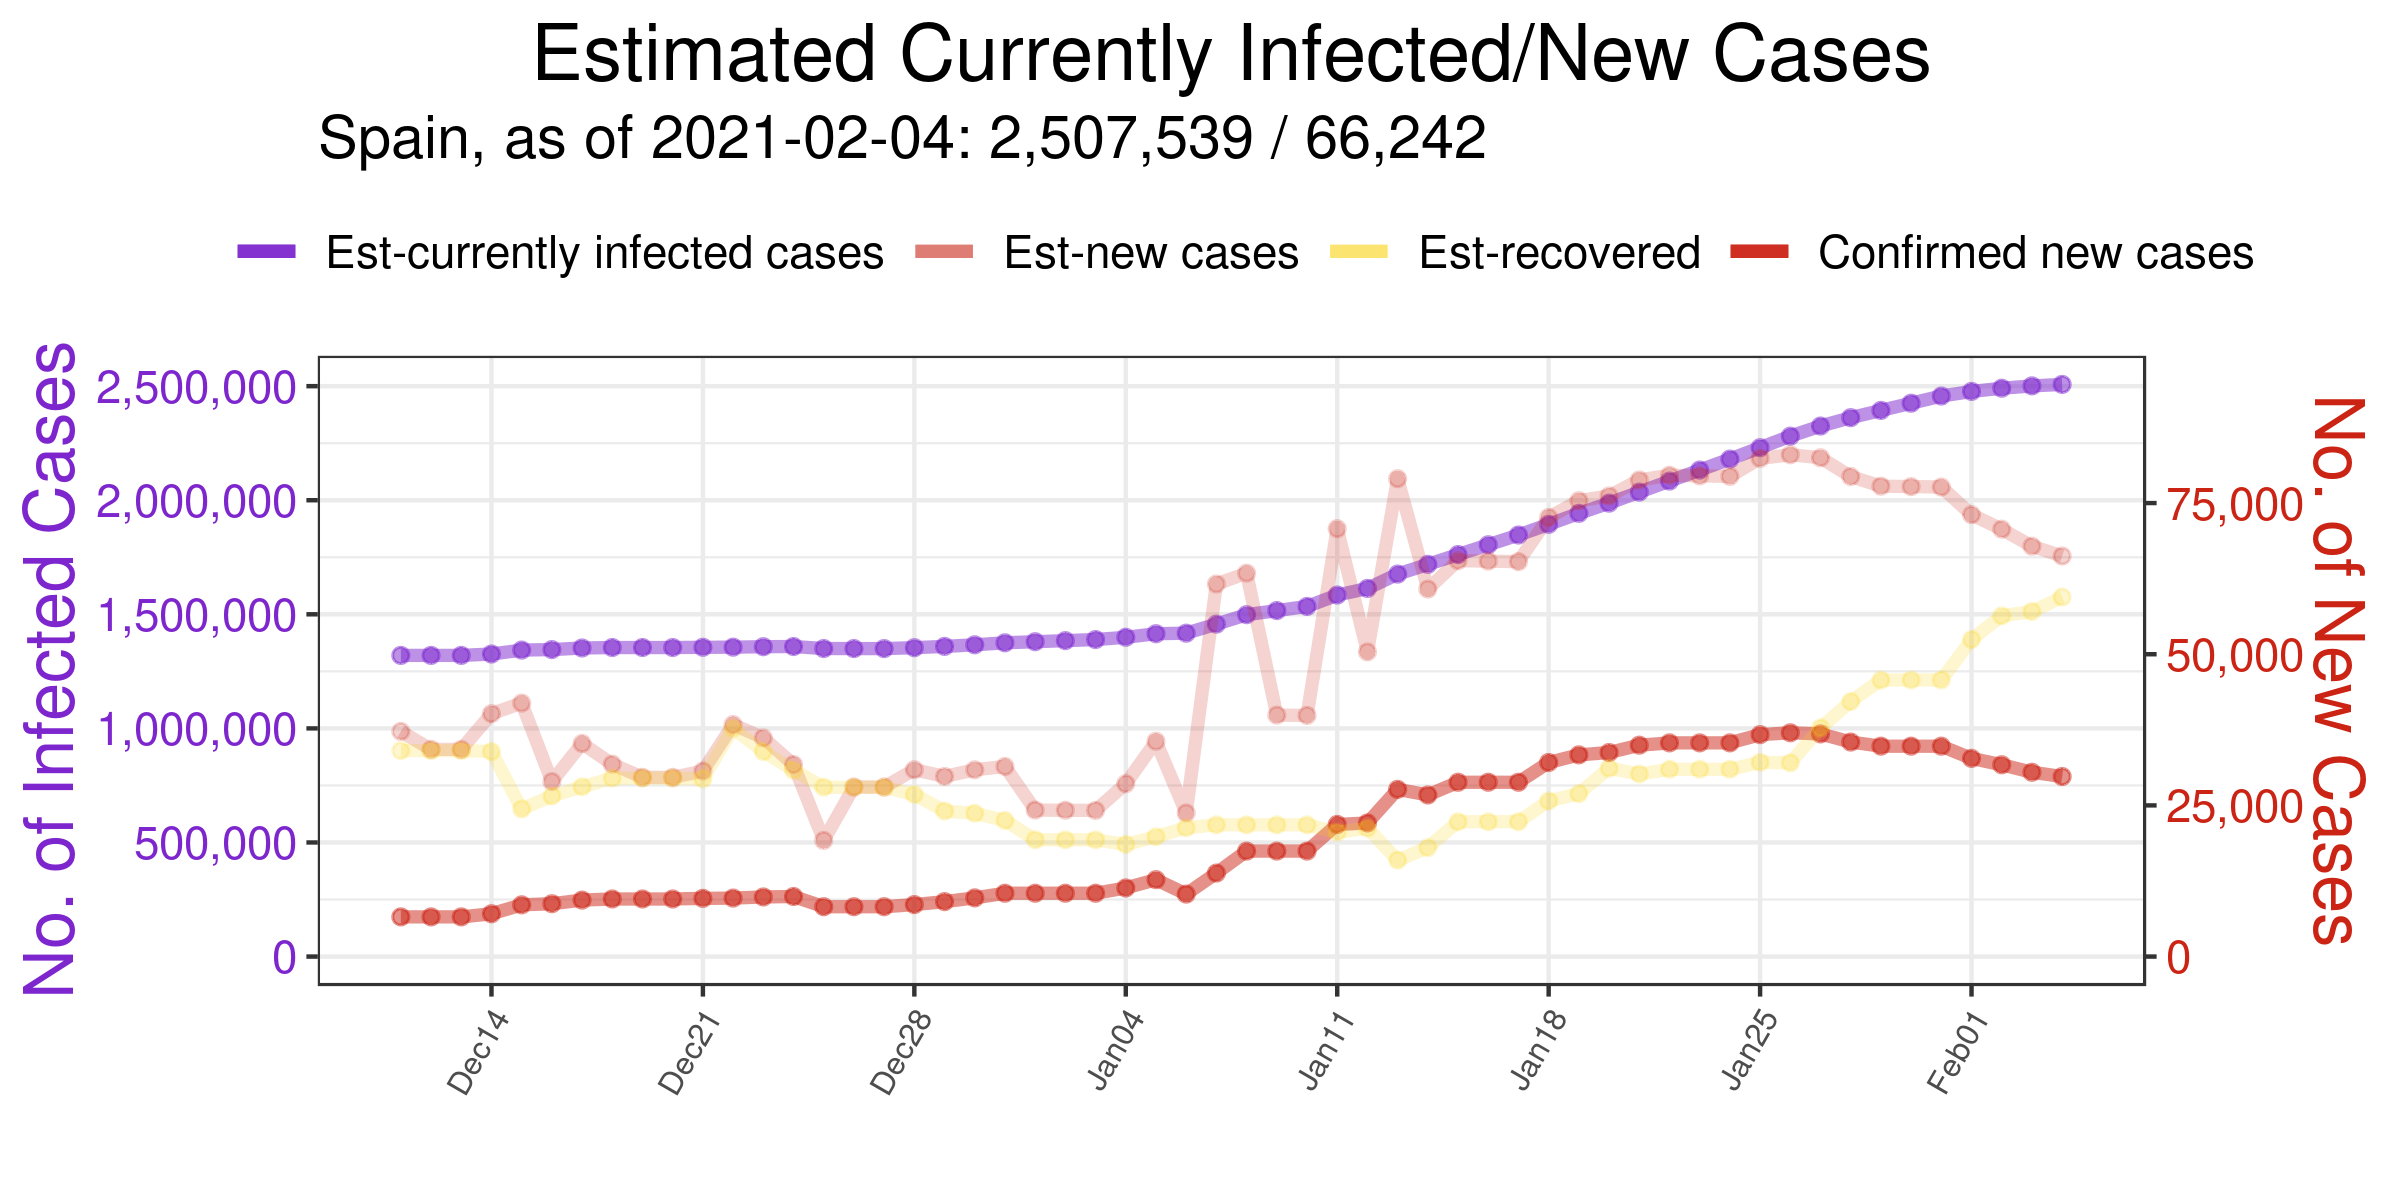 Estimated Currently Infected/New Cases
Spain, as of 2021-02-04: 2,507,539 / 66,242
Est-currently infected cases Est-new cases Est-recovered Confirmed new cases
No. of Infected Cases
2,500,000
2,000,000
1,500,000
1,000,000
500,000
0
75,000
50,000
25,000
0
No. of New Cases
Dec14 Dec21 Dec28 Jan04 Jan11 Jan18 Jan25 Feb01